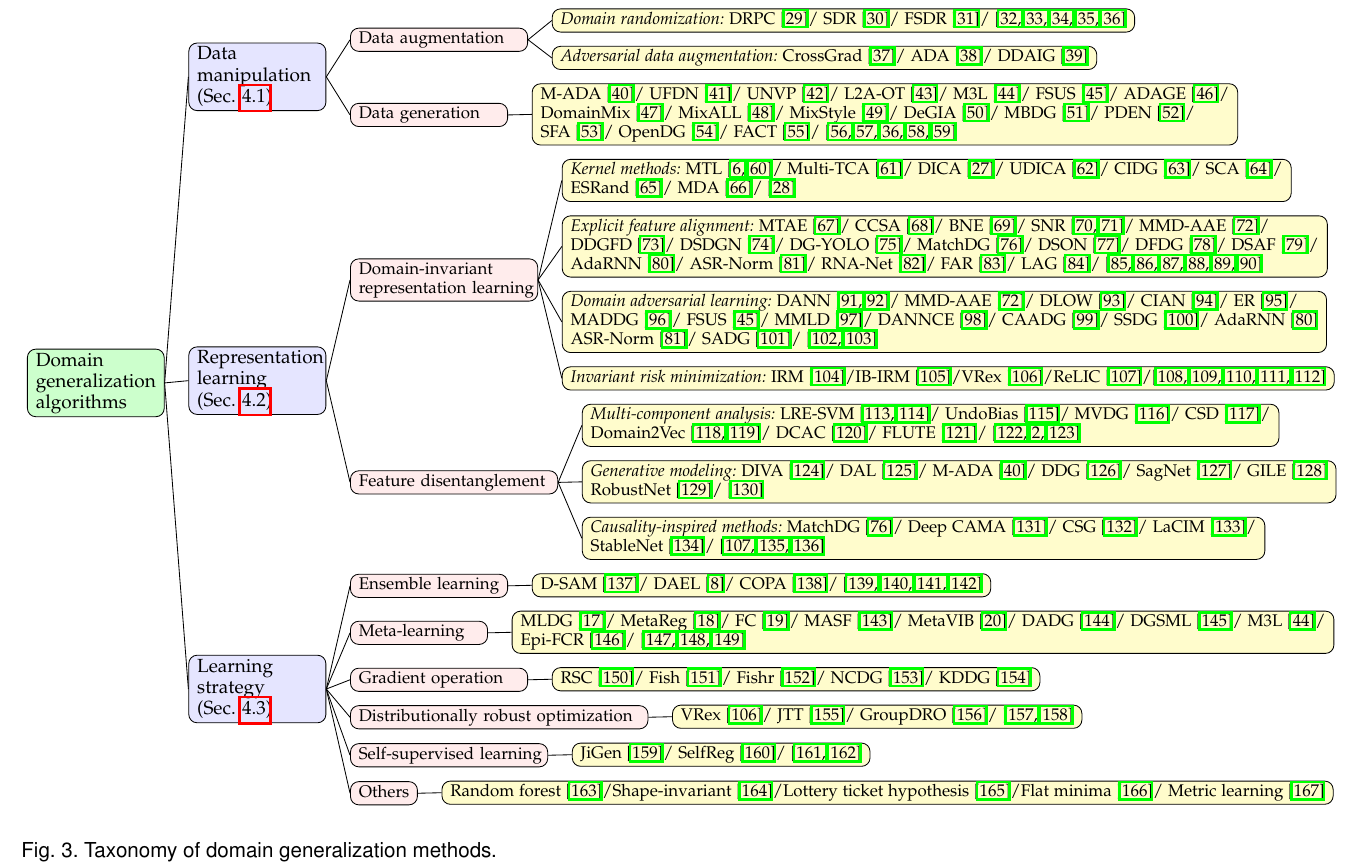 Domain randomization: DRPC [29]/ SDR [30]/ FSDR [31]/ [32,33,34,35,36]
Data augmentation
Adversarial data augmentation: CrossGrad [37]/ ADA [38]/ DDAIG [39]
Data
manipulation
(Sec. 4.1)
Data generation
M-ADA [40]/ UFDN [41]/ UNVP [42]/ L2A-OT [43]/ M3L [44]/ FSUS [45]/ ADAGE [46]/
DomainMix [47]/ MixALL [48]/ MixStyle [49]/ DeGIA [50]/ MBDG [51]/ PDEN [52]/
SFA [53]/ OpenDG [54]/ FACT [55]/ [56,57,36,58,59]
Kernel methods: MTL [6,60]/ Multi-TCA [61]/ DICA [27]/ UDICA [62]/ CIDG [63]/ SCA [64]/
ESRand [65]/ MDA [66]/ [28]
Explicit feature alignment: MTAE [67]/ CCSA [68]/ BNE [69]/ SNR [70,71]/ MMD-AAE [72]/
DDGFD [73]/ DSDGN [74]/ DG-YOLO [75]/ MatchDG [76]/ DSON [77]/ DFDG [78]/ DSAF [79]/
AdaRNN [80]/ ASR-Norm [81]/ RNA-Net [82]/ FAR [83]/ LAG [84]/ [85,86,87,88,89,90]
Domain-invariant
representation learning
Domain adversarial learning: DANN [91,92]/ MMD-AAE [72]/ DLOW [93]/ CIAN [94]/ ER [95]/
MADDG [96]/ FSUS [45]/ MMLD [97]/ DANNCE [98]/ CAADG [99]/ SSDG [100]/ AdaRNN [80]
ASR-Norm [81]/ SADG [101]/ [102,103]
Invariant risk minimization: IRM [104]/IB-IRM [105]/VRex [106]/ReLIC [107]/ [108,109,110,111,112]
Domain
generalization
algorithms
Representation
learning
(Sec. 4.2)
Multi-component analysis: LRE-SVM [113,114]/ UndoBias [115]/ MVDG [116]/ CSD [117]/
Domain2Vec [118,119]/ DCAC [120]/ FLUTE [121]/ [122,2,123]
Feature disentanglement
Generative modeling: DIVA [124]/ DAL [125]/ M-ADA [40]/ DDG [126]/ SagNet [127]/ GILE [128]
RobustNet [129]/ [130]
Causality-inspired methods: MatchDG [76]/ Deep CAMA [131]/ CSG [132]/ LaCIM [133]/
StableNet [134]/ [107,135,136]
Ensemble learning
D-SAM [137]/ DAEL [8]/ COPA [138]/ [139,140,141,142]
Meta-learning
MLDG [17]/ MetaReg [18]/ FC [19]/ MASF [143]/ MetaVIB [20]/ DADG [144]/ DGSML [145]/ M3L [44]/
Epi-FCR [146]/ [147,148,149]
Learning
strategy
(Sec. 4.3)
Gradient operation
RSC [150]/ Fish [151]/ Fishr [152]/ NCDG [153]/ KDDG [154]
Distributionally robust optimization
VRex [106]/ JTT [155]/ GroupDRO [156]/ [157,158]
Self-supervised learning
JiGen [159]/ SelfReg [160]/ [161,162]
Others
Random forest [163]/Shape-invariant [164]/Lottery ticket hypothesis [165]/Flat minima [166]/ Metric learning [167]
Fig. 3. Taxonomy of domain generalization methods.